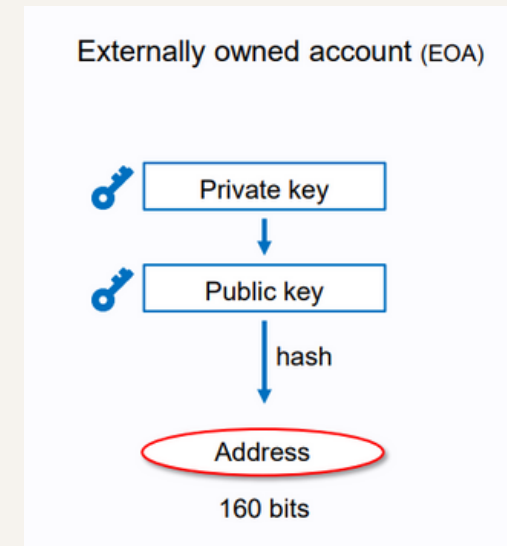 Externally owned account (EOA)
Private key
Public key
hash
Address
160 bits